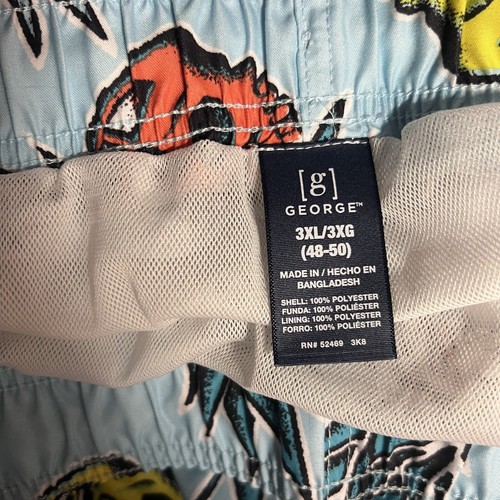 [g]
GEORGE™
3XL/3XG
(48-50)
MADE IN / HECHO EN
BANGLADESH
SHELL: 100% POLYESTER
FUNDA: 100% POLIÉSTER
LINING: 100% POLYESTER
FORRO: 100% POLIÉSTER
RN# 52469 3K8